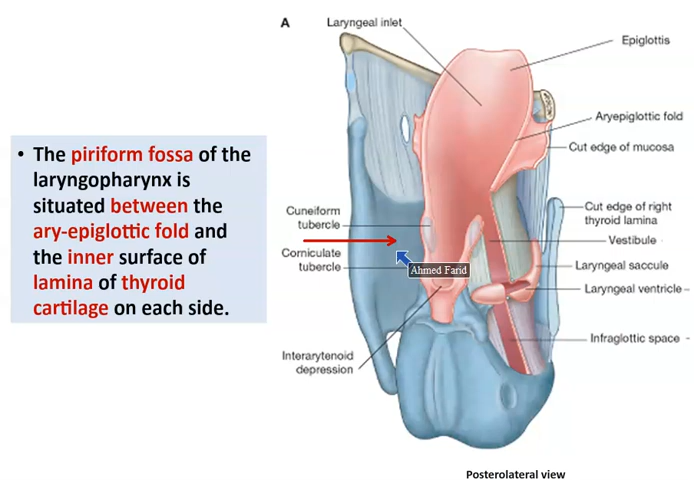 A
Laryngeal inlet
Epiglottis
Aryepiglottic fold
Cut edge of mucosa
• The piriform fossa of the
laryngopharynx is
situated between the
ary-epiglottic fold and
the inner surface of
lamina of thyroid
cartilage on each side.
Cuneiform
tubercle
Corniculate
tubercle
Ahmed Farid
Cut edge of right
thyroid lamina
Vestibule
Laryngeal saccule
Laryngeal ventricle
Infraglottic space
Interarytenoid
depression
Posterolateral view